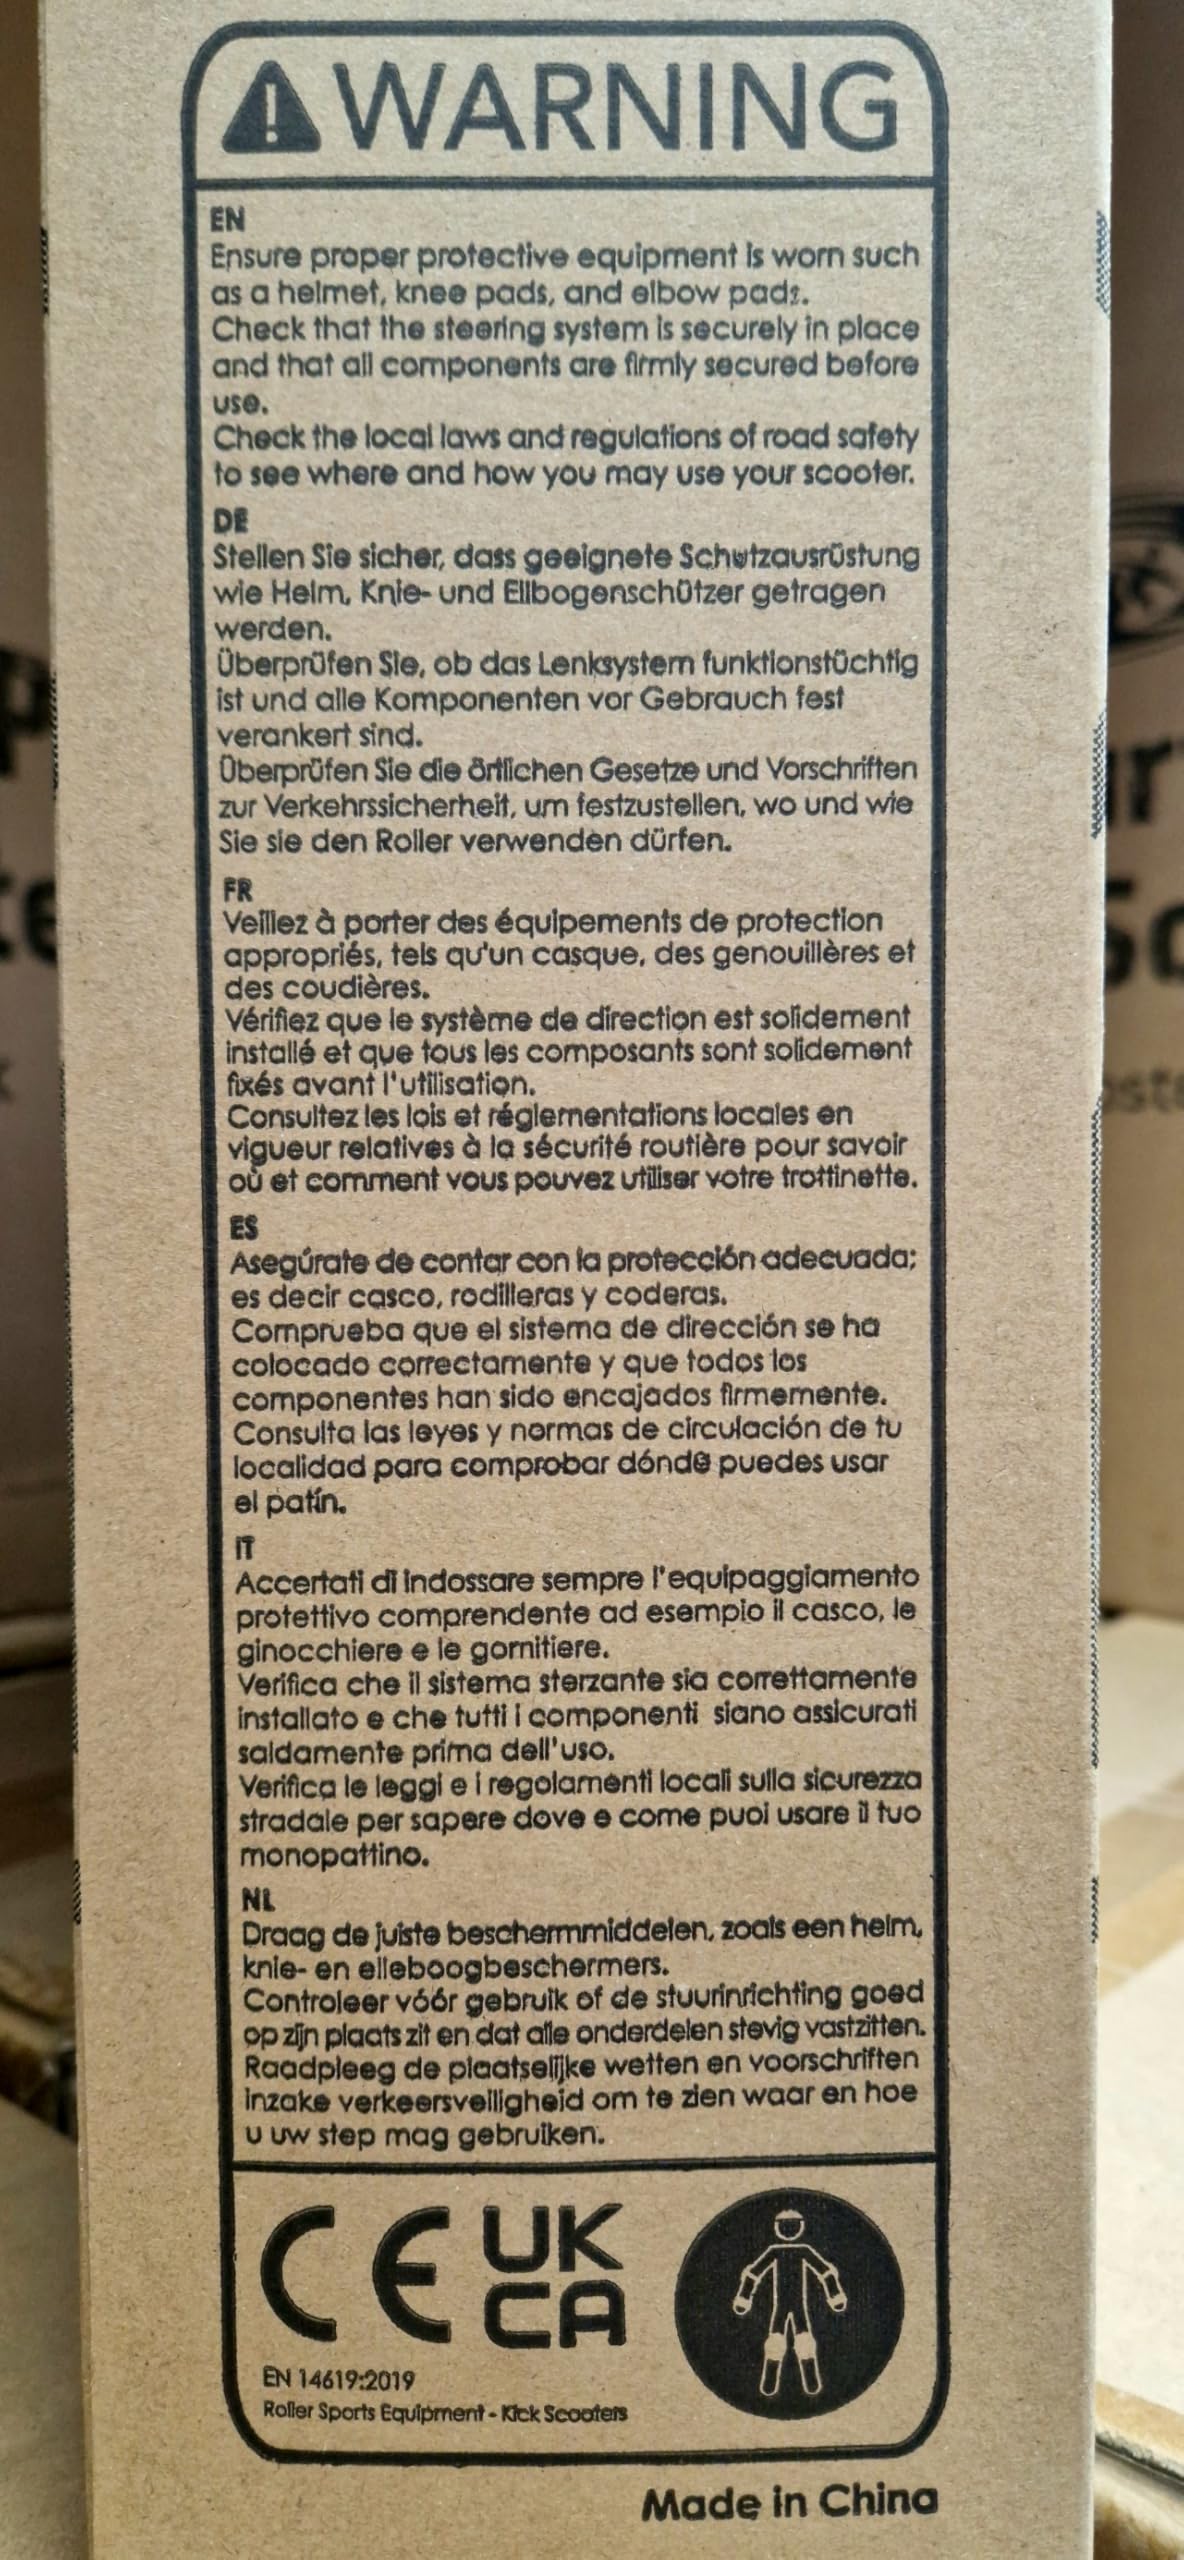 WARNING
EN
Ensure proper protective equipment is worn such
as a helmet, knee pads, and elbow pads.
Check that the steering system is securely in place
and that all components are firmly secured before
use.
Check the local laws and regulations of road safety
to see where and how you may use your scooter.
DE
Stellen Sie sicher, dass geeignete Schutzausrüstung
wie Helm, Knie- und Ellbogenschützer getragen
werden.
Überprüfen Sie, ob das Lenksystem funktionstüchtig
ist und alle Komponenten vor Gebrauch fest
verankert sind.
Überprüfen Sie die örtlichen Gesetze und Vorschriften
zur Verkehrssicherheit, um festzustellen, wo und wie
Sie sie den Roller verwenden dürfen.
FR
Veillez à porter des équipements de protection
appropriés, tels qu'un casque, des genouillères et
des coudières.
Vérifiez que le système de direction est solidement
installé et que tous les composants sont solidement
fixés avant l'utilisation.
Consultez les lois et réglementations locales en
vigueur relatives à la sécurité routière pour savoir
où et comment vous pouvez utiliser votre trottinette.
ES
Asegúrate de contar con la protección adecuada;
es decir casco, rodilleras y coderas.
Comprueba que el sistema de dirección se ha
colocado correctamente y que todos los
componentes han sido encajados firmemente.
Consulta las leyes y normas de circulación de tu
localidad para comprobar dónde puedes usar
el patín.
IT
Accertati di indossare sempre l'equipaggiamento
protettivo comprendente ad esempio il casco, le
ginocchiere e le gomitiere.
Verifica che il sistema sterzante sia correttamente
installato e che tutti i componenti siano assicurati
saldamente prima dell'uso.
Verifica le leggi e i regolamenti locali sulla sicurezza
stradale per sapere dove e come puoi usare il tuo
monopattino.
NL
Draag de juiste beschermmiddelen, zoals een helm,
knie- en elleboogbeschermers.
Controleer vóór gebruik of de stuurinrichting goed
op zijn plaats zit en dat alle onderdelen stevig vastzitten.
Raadpleeg de plaatselijke wetten en voorschriften
inzake verkeersveiligheid om te zien waar en hoe
u uw step mag gebruiken.
CE UK
CA
EN 14619:2019
Roller Sports Equipment - Kick Scooters
Made in China